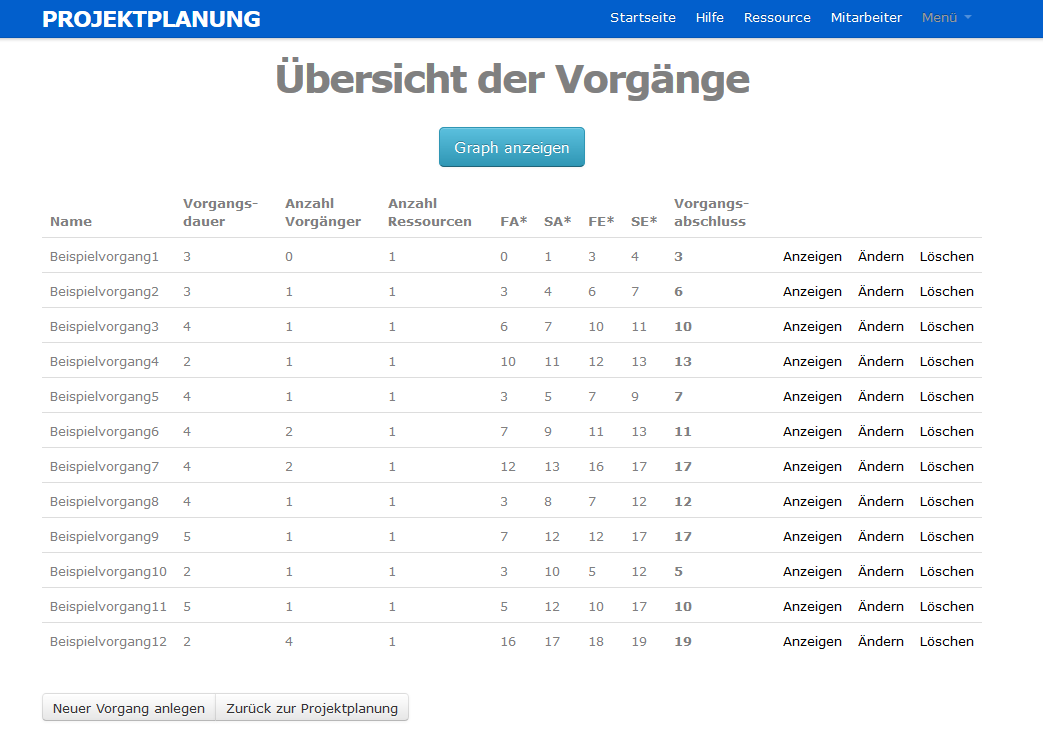 PROJEKTPLANUNG Startseite Hilfe Ressource Mitarbeiter Menü
Übersicht der Vorgänge
Graph anzeigen
Name Vorgangs-dauer Anzahl Vorgänger Anzahl Ressourcen FA* SA* FE* SE* Vorgangs-abschluss
Beispielvorgang1 3 0 1 0 1 3 4 3 Anzeigen Ändern Löschen
Beispielvorgang2 3 1 1 3 4 6 7 6 Anzeigen Ändern Löschen
Beispielvorgang3 4 1 1 6 7 10 11 10 Anzeigen Ändern Löschen
Beispielvorgang4 2 1 1 10 11 12 13 13 Anzeigen Ändern Löschen
Beispielvorgang5 4 1 1 3 5 7 9 7 Anzeigen Ändern Löschen
Beispielvorgang6 4 2 1 7 9 11 13 11 Anzeigen Ändern Löschen
Beispielvorgang7 4 2 1 12 13 16 17 17 Anzeigen Ändern Löschen
Beispielvorgang8 4 1 1 3 8 7 12 12 Anzeigen Ändern Löschen
Beispielvorgang9 5 1 1 7 12 12 17 17 Anzeigen Ändern Löschen
Beispielvorgang10 2 1 1 3 10 5 12 5 Anzeigen Ändern Löschen
Beispielvorgang11 5 1 1 5 12 10 17 10 Anzeigen Ändern Löschen
Beispielvorgang12 2 4 1 16 17 18 19 19 Anzeigen Ändern Löschen
Neuer Vorgang anlegen Zurück zur Projektplanung